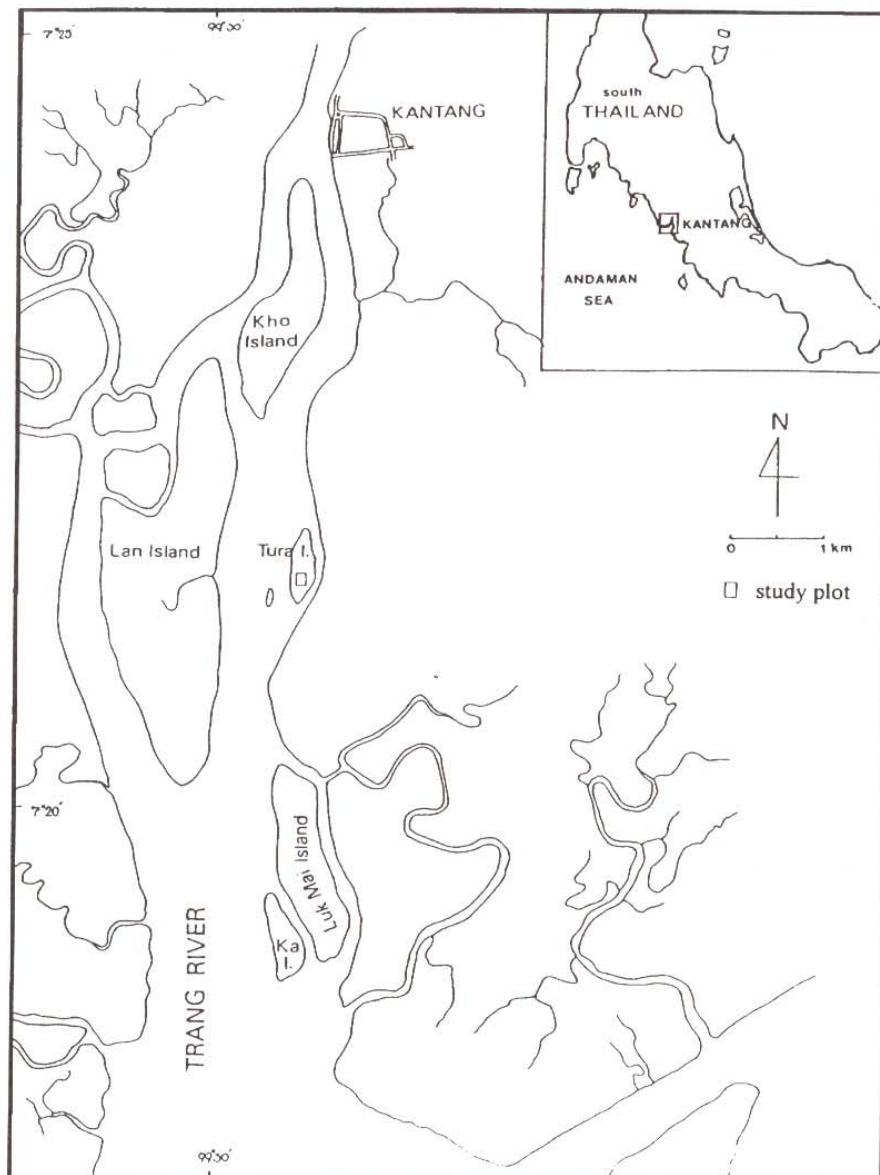 7°25'
99°30'
KANTANG
south
THAILAND
KANTANG
ANDAMAN
SEA
Kho
Island
N
0 1 km
Lan Island
Tura I.
study plot
7°20'
Luk Mai Island
Ka
I.
TRANG RIVER
99°30'